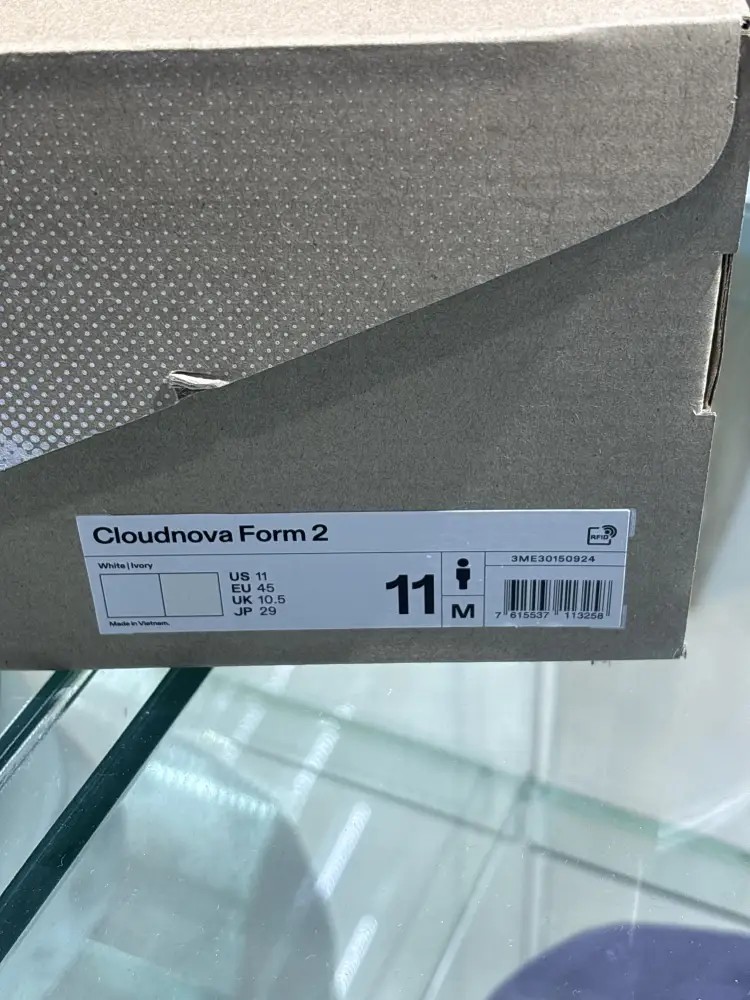 Cloudnova Form 2
RFID
White | Ivory
US 11
EU 45
UK 10.5
JP 29
Made in Vietnam.
11
M
3ME30150924
7 615537 113258